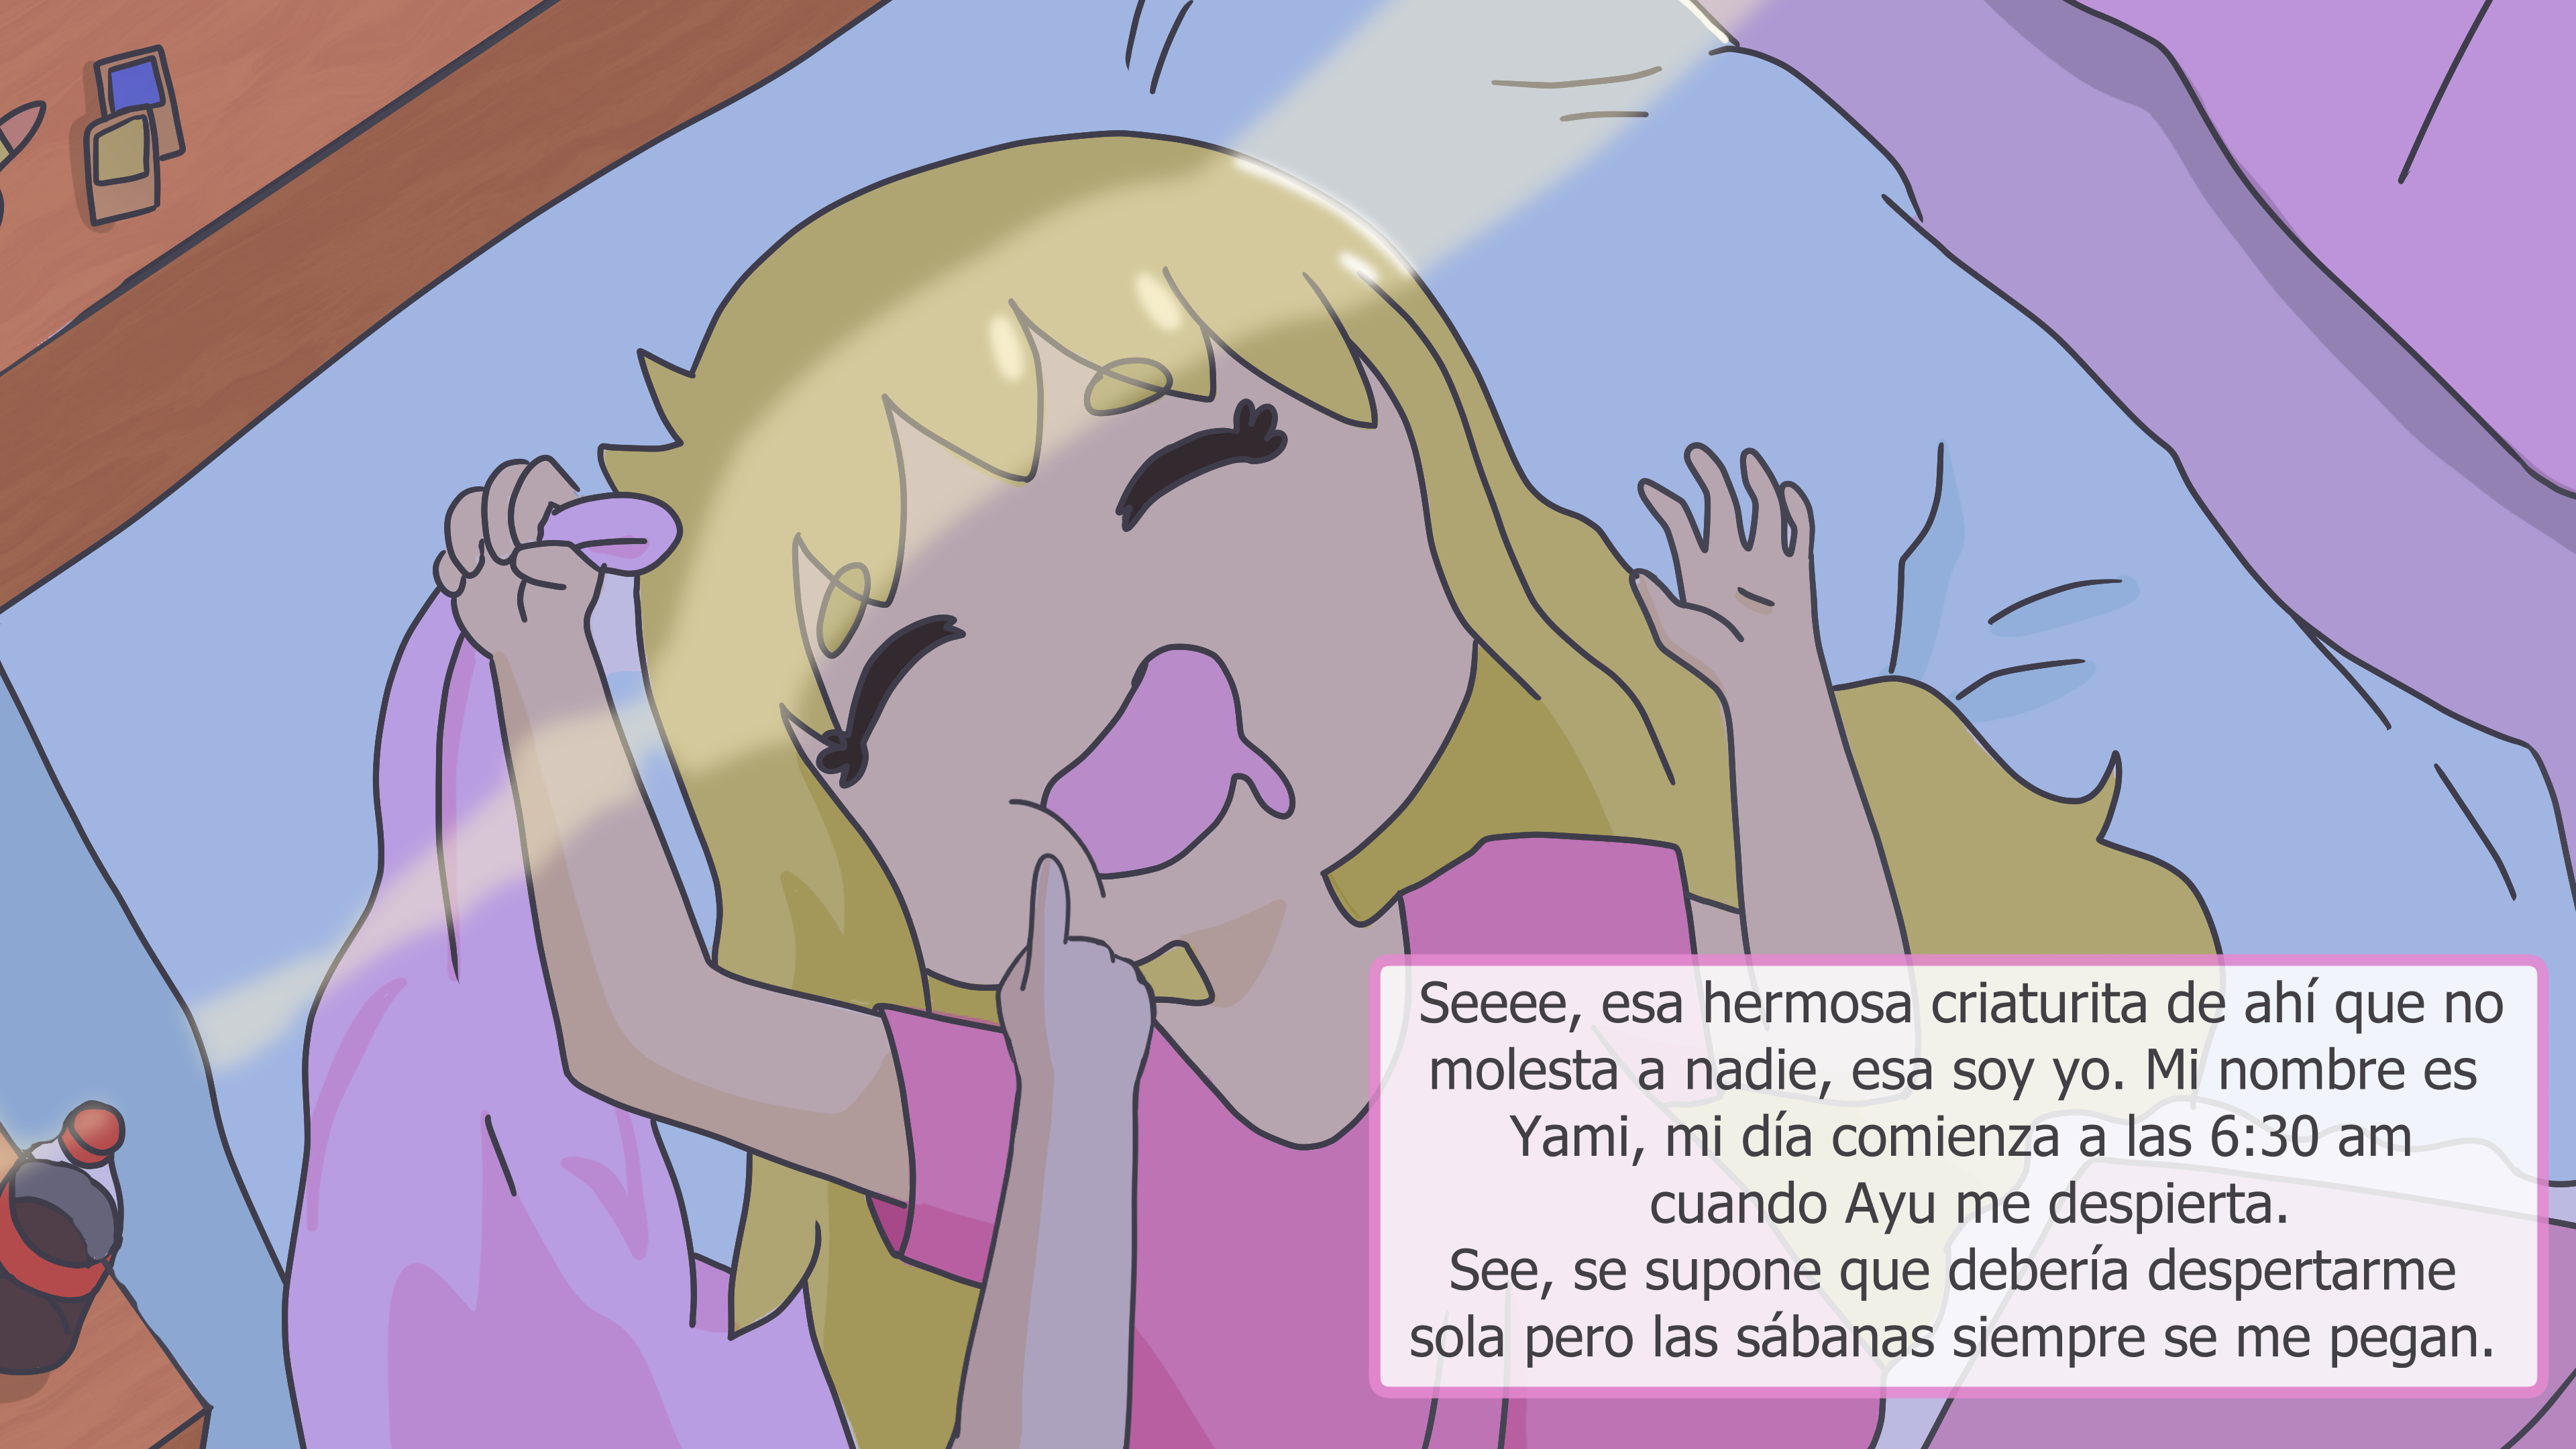 Seeee, esa hermosa criaturita de ahí que no
molesta a nadie, esa soy yo. Mi nombre es
Yami, mi día comienza a las 6:30 am
cuando Ayu me despierta.
See, se supone que debería despertarme
sola pero las sábanas siempre se me pegan.